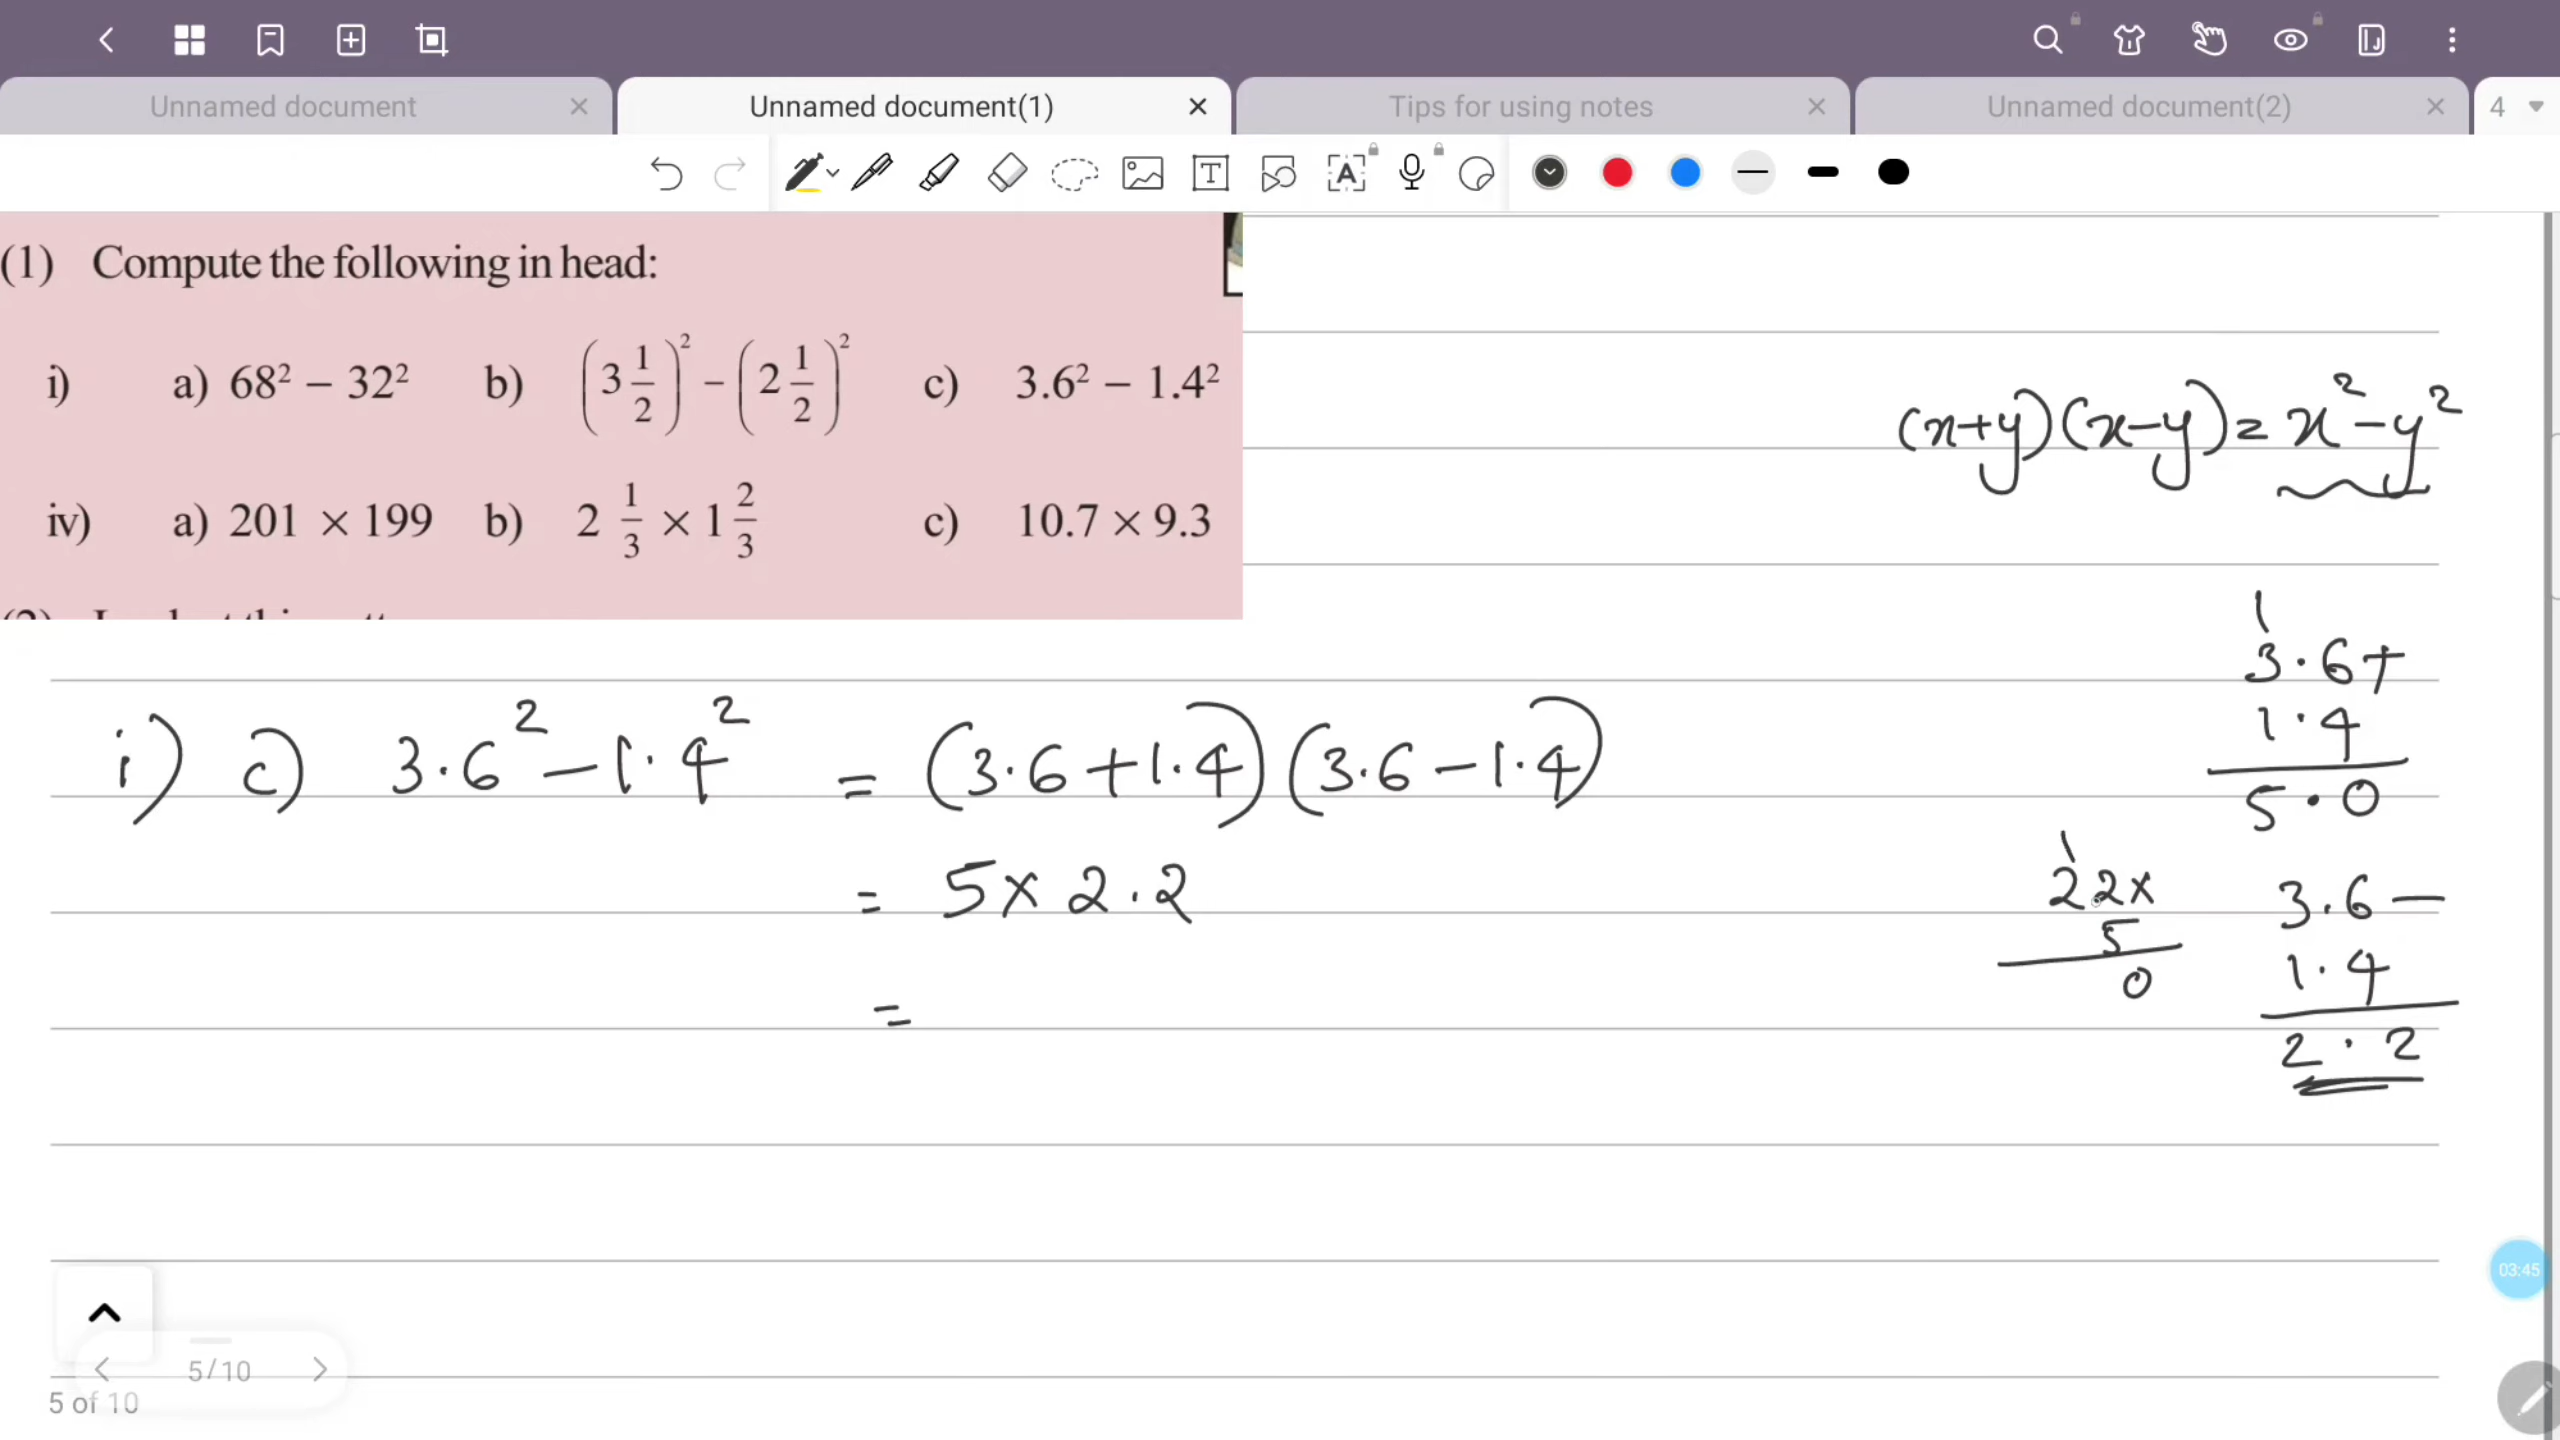 Unnamed document
Unnamed document(1)
Tips for using notes
Unnamed document(2)
4
(1) Compute the following in head:
i) a) 68² – 32² b) (3 1/2)² – (2 1/2)² c) 3.6² – 1.4²
iv) a) 201 × 199 b) 2 1/3 × 1 2/3 c) 10.7 × 9.3
(x+y)(x-y) = x² - y²
i) c) 3.6² - 1.4² = (3.6 + 1.4)(3.6 - 1.4)
= 5 × 2.2
=
1
3.6+
1.4
5.0
1
22×
5
0
3.6-
1.4
2.2
03:45
5/10
5 of 10